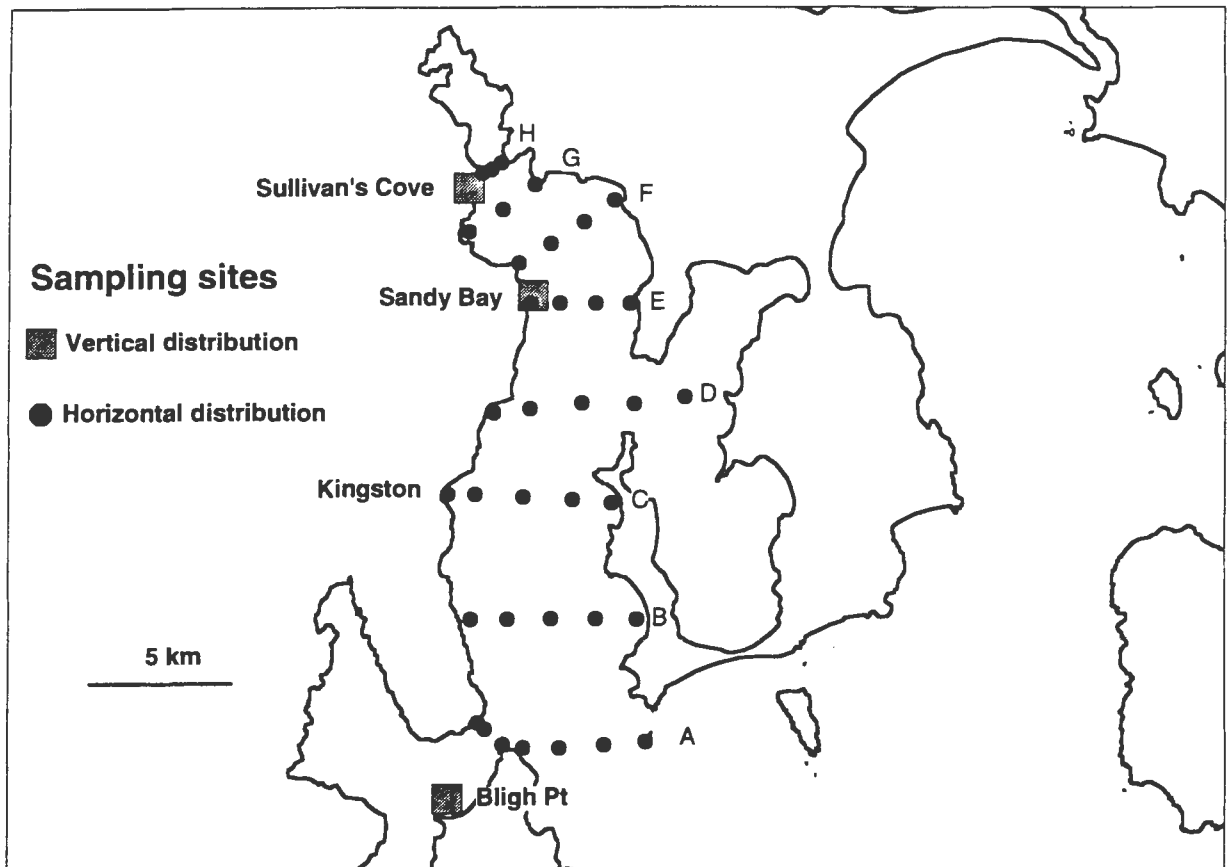 H
G
Sullivan's Cove
F
Sampling sites
Sandy Bay
E
Vertical distribution
D
Horizontal distribution
Kingston
C
B
5 km
A
Bligh Pt